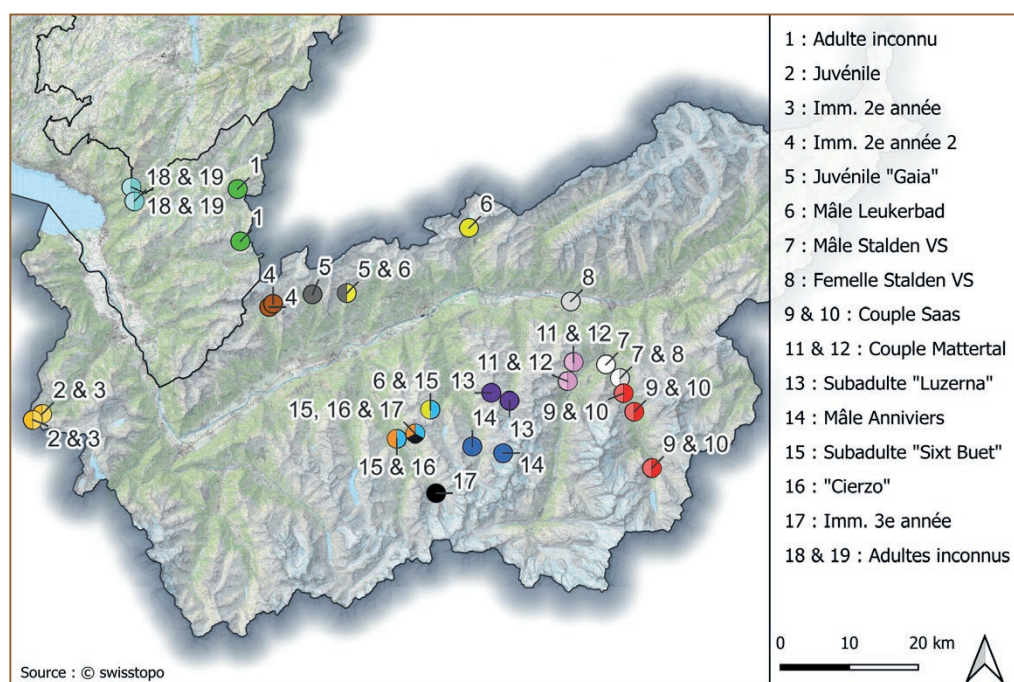 18 & 19
18 & 19
1
1
6
5
5 & 6
4
4
8
11 & 12
7
7 & 8
11 & 12
9 & 10
9 & 10
9 & 10
2 & 3
2 & 3
6 & 15
13
13
15, 16 & 17
14
14
15 & 16
17
Source : © swisstopo
1 : Adulte inconnu
2 : Juvénile
3 : Imm. 2e année
4 : Imm. 2e année 2
5 : Juvénile "Gaia"
6 : Mâle Leukerbad
7 : Mâle Stalden VS
8 : Femelle Stalden VS
9 & 10 : Couple Saas
11 & 12 : Couple Mattertal
13 : Subadulte "Luzerna"
14 : Mâle Anniviers
15 : Subadulte "Sixt Buet"
16 : "Cierzo"
17 : Imm. 3e année
18 & 19 : Adultes inconnus
0 10 20 km